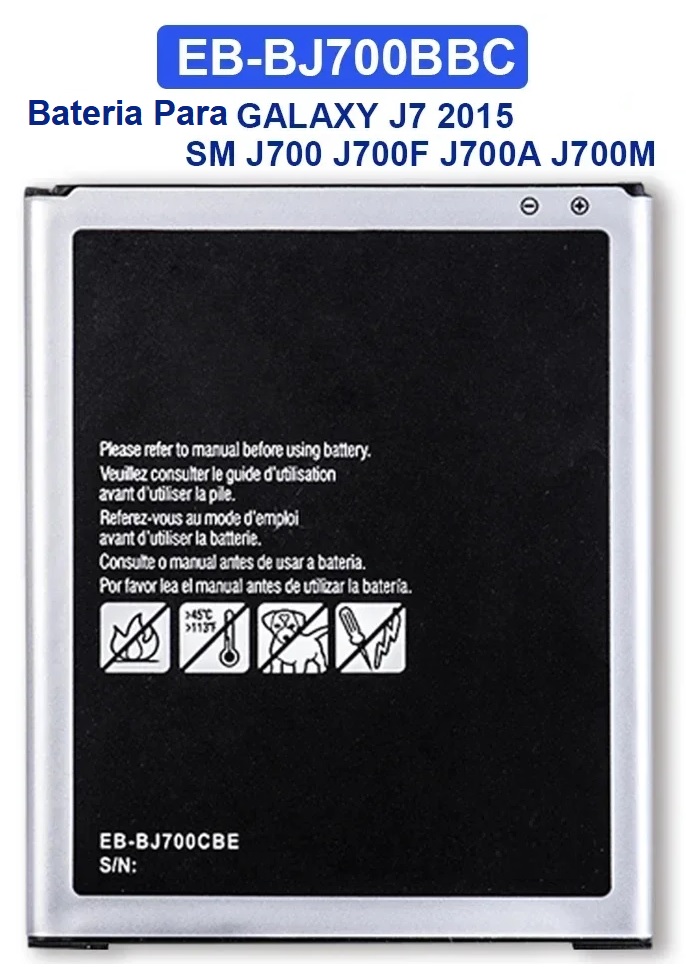 EB-BJ700BBC
Bateria Para GALAXY J7 2015
SM J700 J700F J700A J700M
Please refer to manual before using battery.
Veuillez consulter le guide d'utilisation
avant d'utiliser la pile.
Referez-vous au mode d'emploi
avant d'utiliser la batterie.
Consulte o manual antes de usar a bateria.
Por favor lea el manual antes de utilizar la batería.
>45°C
>113°F
EB-BJ700CBE
S/N: